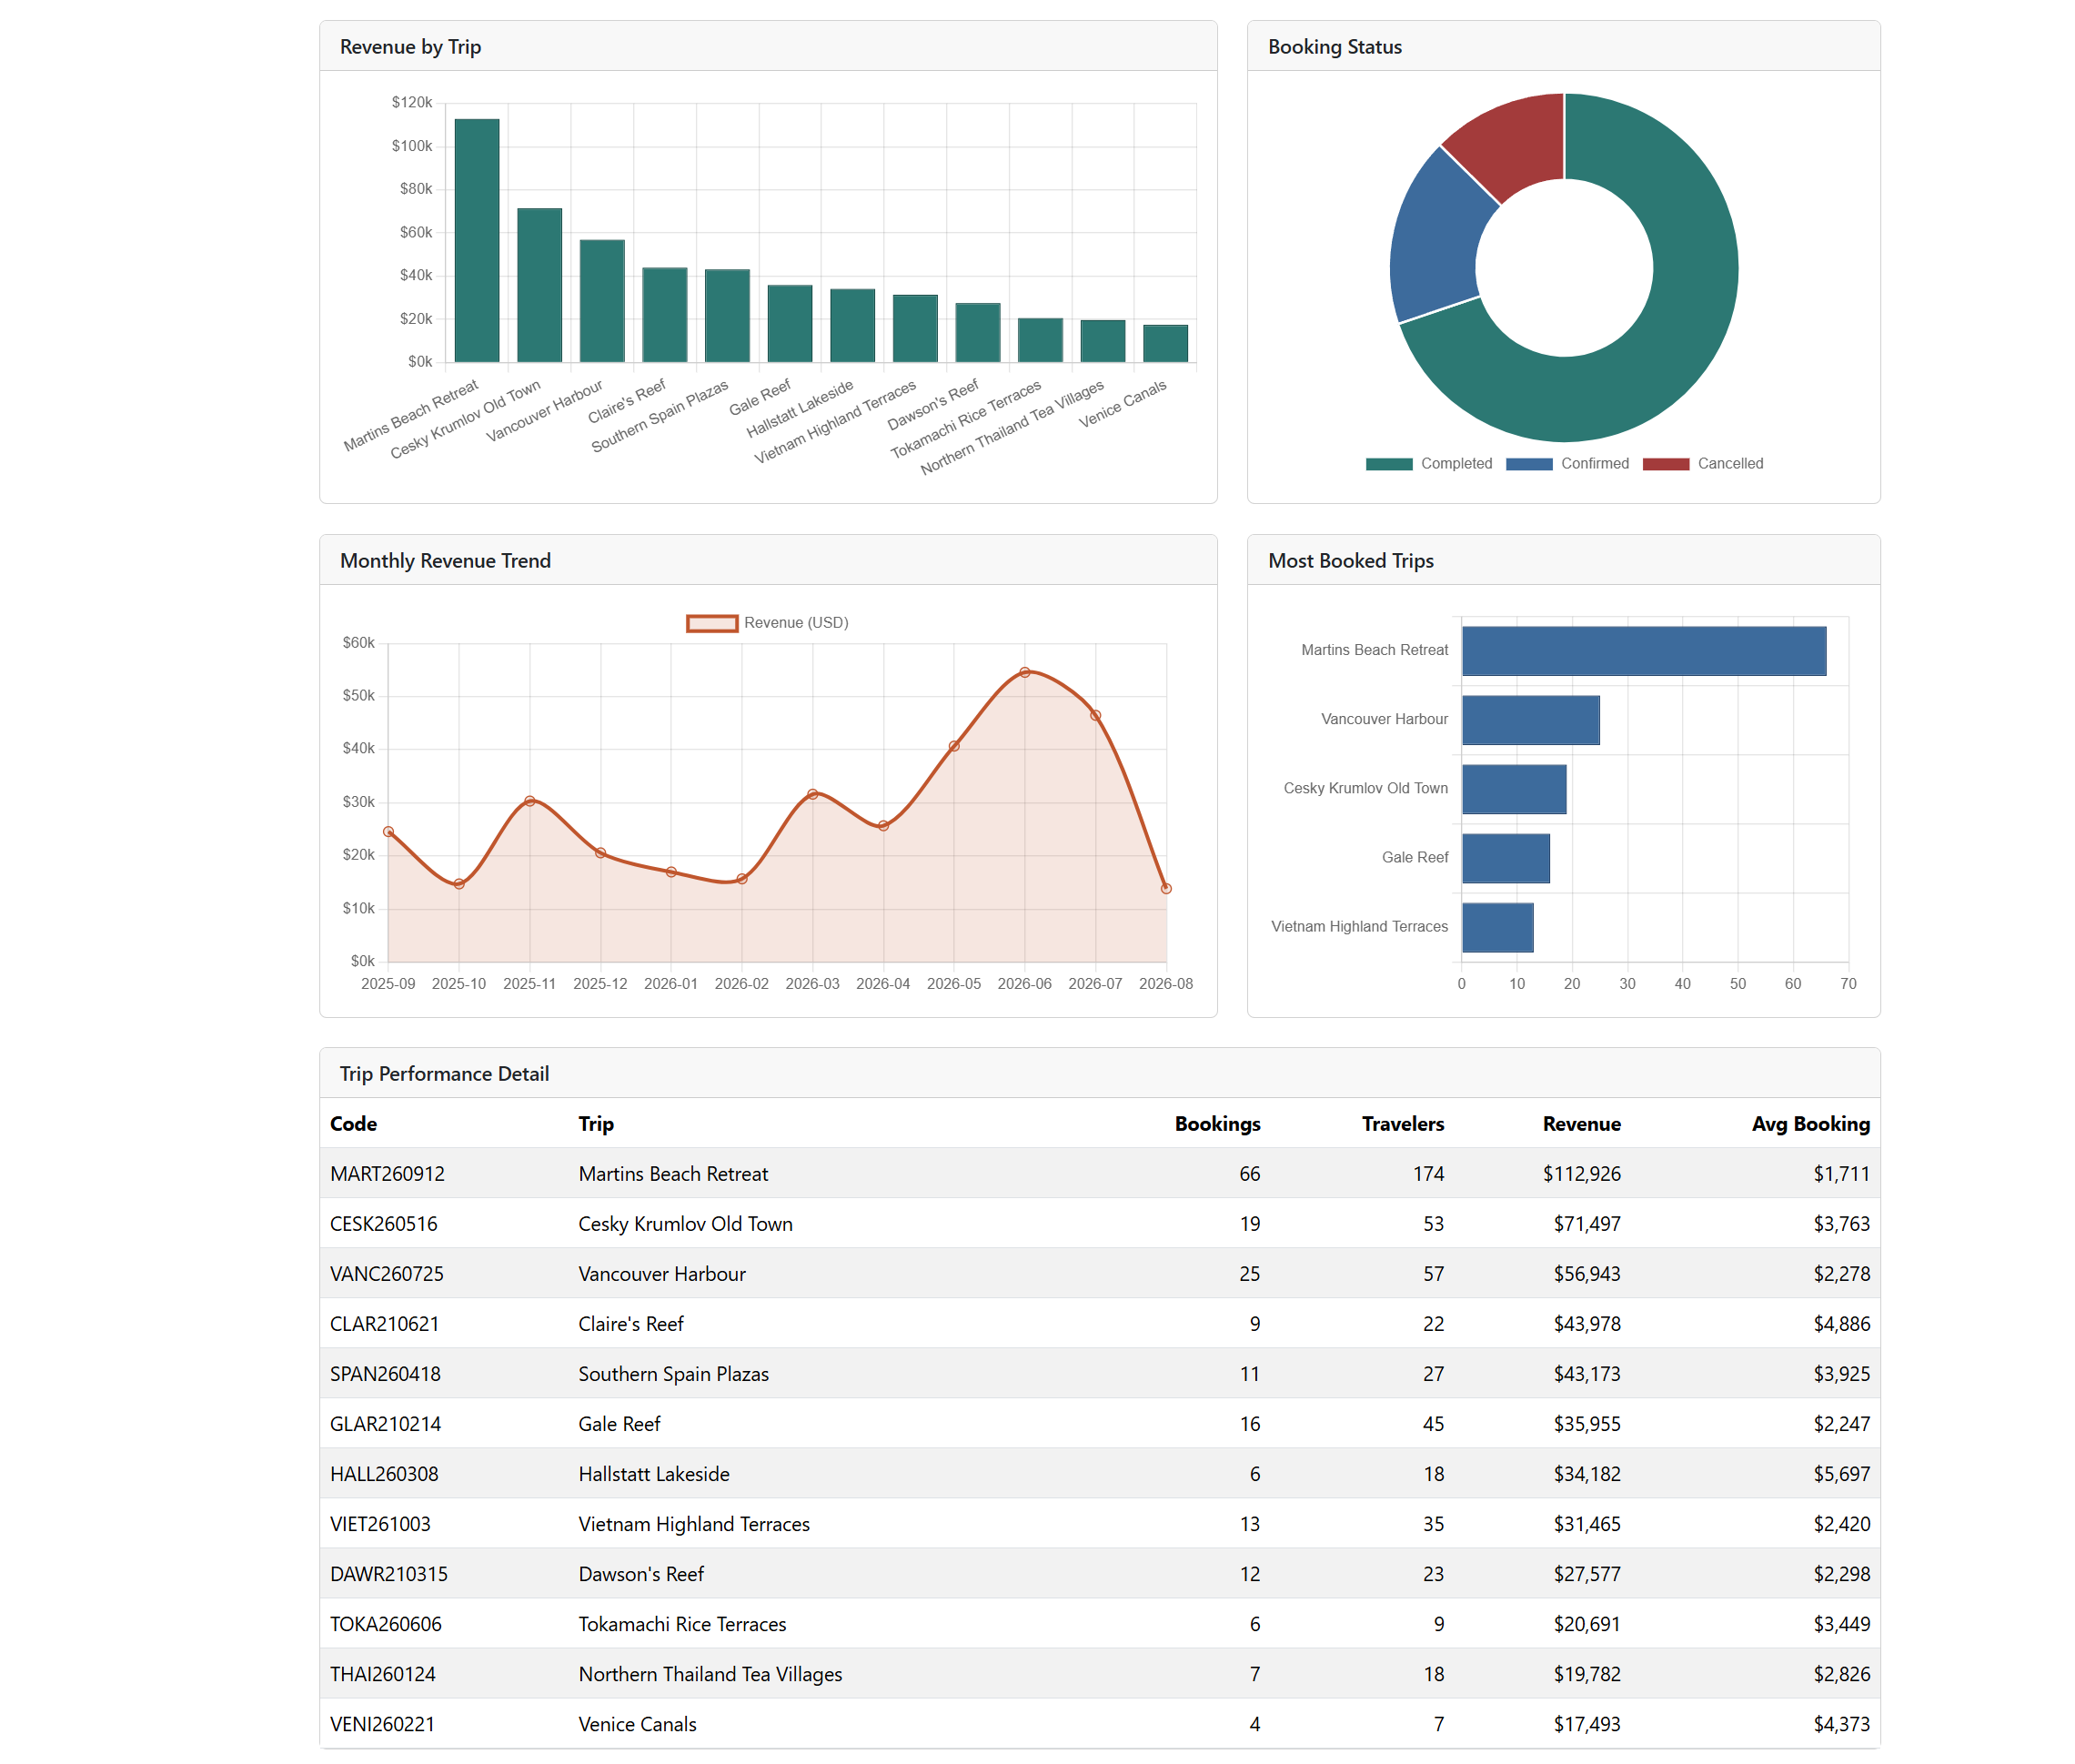 Revenue by Trip
$120k
$100k
$80k
$60k
$40k
$20k
$0k
Martins Beach Retreat
Cesky Krumlov Old Town
Vancouver Harbour
Claire's Reef
Southern Spain Plazas
Gale Reef
Hallstatt Lakeside
Vietnam Highland Terraces
Dawson's Reef
Tokamachi Rice Terraces
Northern Thailand Tea Villages
Venice Canals
Booking Status
Completed Confirmed Cancelled
Monthly Revenue Trend
Revenue (USD)
$60k
$50k
$40k
$30k
$20k
$10k
$0k
2025-09 2025-10 2025-11 2025-12 2026-01 2026-02 2026-03 2026-04 2026-05 2026-06 2026-07 2026-08
Most Booked Trips
Martins Beach Retreat
Vancouver Harbour
Cesky Krumlov Old Town
Gale Reef
Vietnam Highland Terraces
0 10 20 30 40 50 60 70
Trip Performance Detail
Code Trip Bookings Travelers Revenue Avg Booking
MART260912 Martins Beach Retreat 66 174 $112,926 $1,711
CESK260516 Cesky Krumlov Old Town 19 53 $71,497 $3,763
VANC260725 Vancouver Harbour 25 57 $56,943 $2,278
CLAR210621 Claire's Reef 9 22 $43,978 $4,886
SPAN260418 Southern Spain Plazas 11 27 $43,173 $3,925
GLAR210214 Gale Reef 16 45 $35,955 $2,247
HALL260308 Hallstatt Lakeside 6 18 $34,182 $5,697
VIET261003 Vietnam Highland Terraces 13 35 $31,465 $2,420
DAWR210315 Dawson's Reef 12 23 $27,577 $2,298
TOKA260606 Tokamachi Rice Terraces 6 9 $20,691 $3,449
THAI260124 Northern Thailand Tea Villages 7 18 $19,782 $2,826
VENI260221 Venice Canals 4 7 $17,493 $4,373